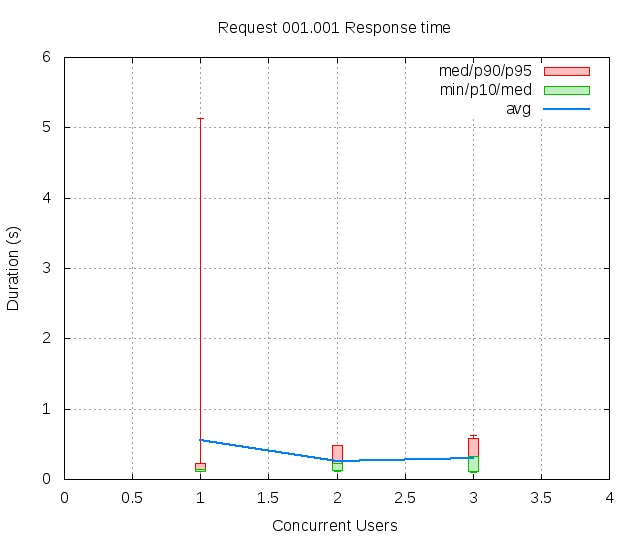 Request 001.001 Response time
6
med/p90/p95
min/p10/med
avg
5
4
3
2
1
0
Duration (s)
0 0.5 1 1.5 2 2.5 3 3.5 4
Concurrent Users